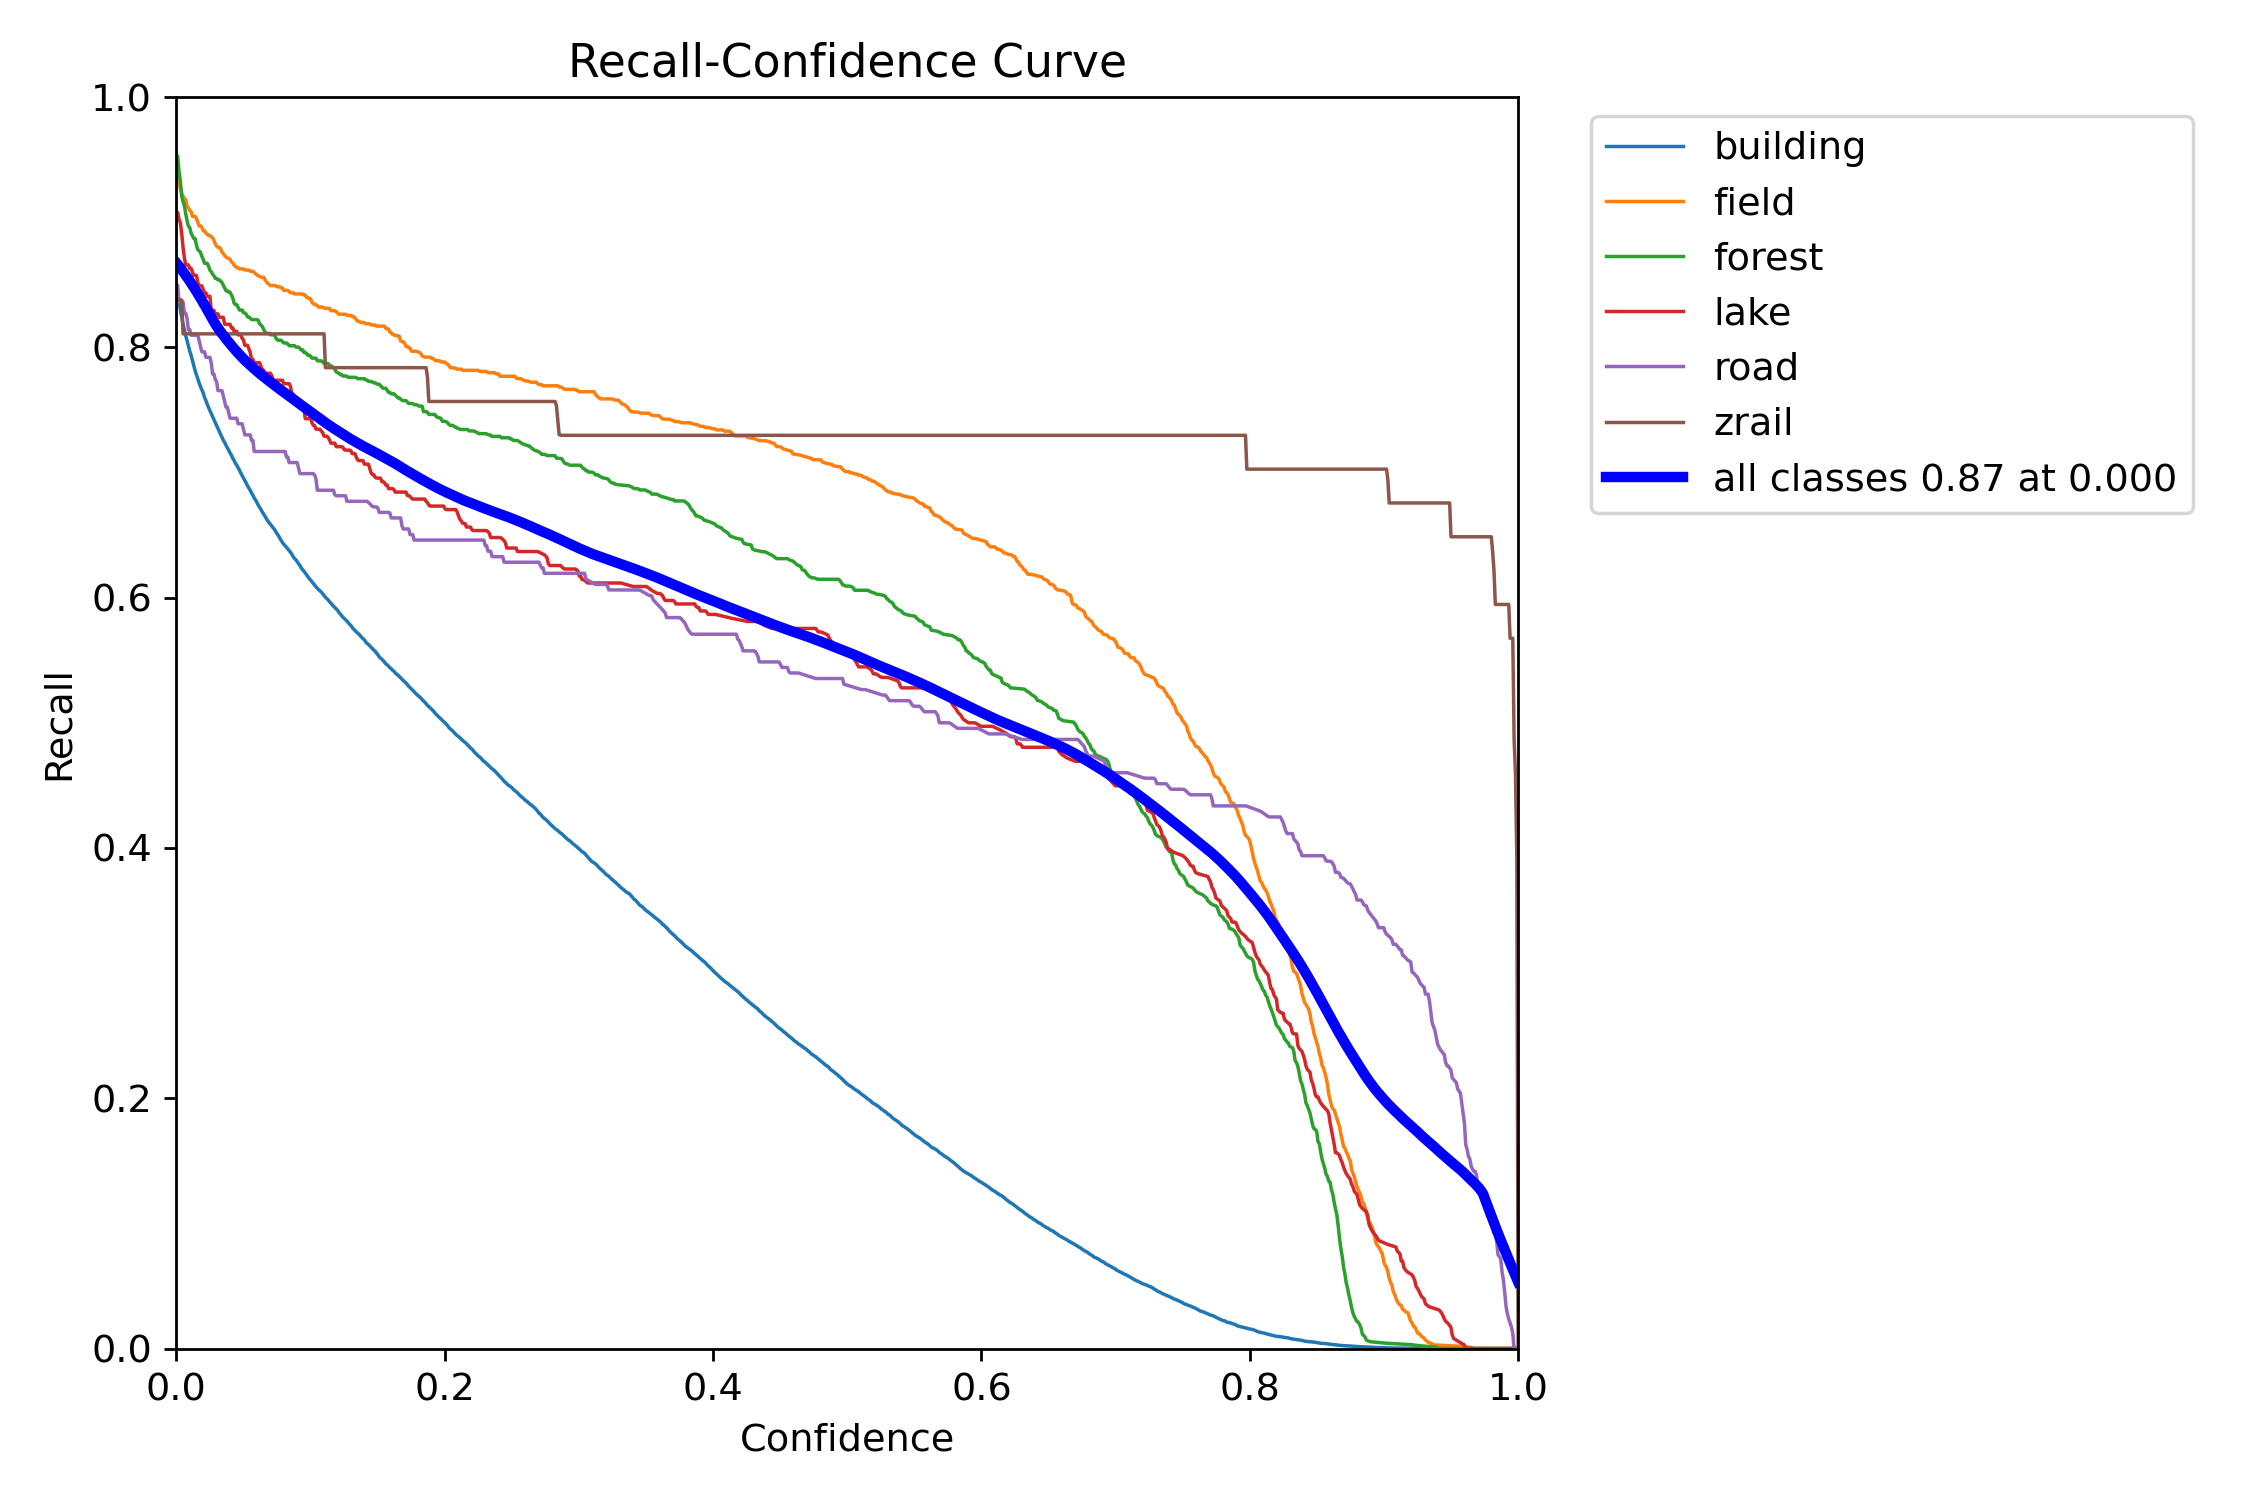 Recall-Confidence Curve
1.0
0.8
0.6
0.4
0.2
0.0
Recall
0.0 0.2 0.4 0.6 0.8 1.0
Confidence
building
field
forest
lake
road
zrail
all classes 0.87 at 0.000